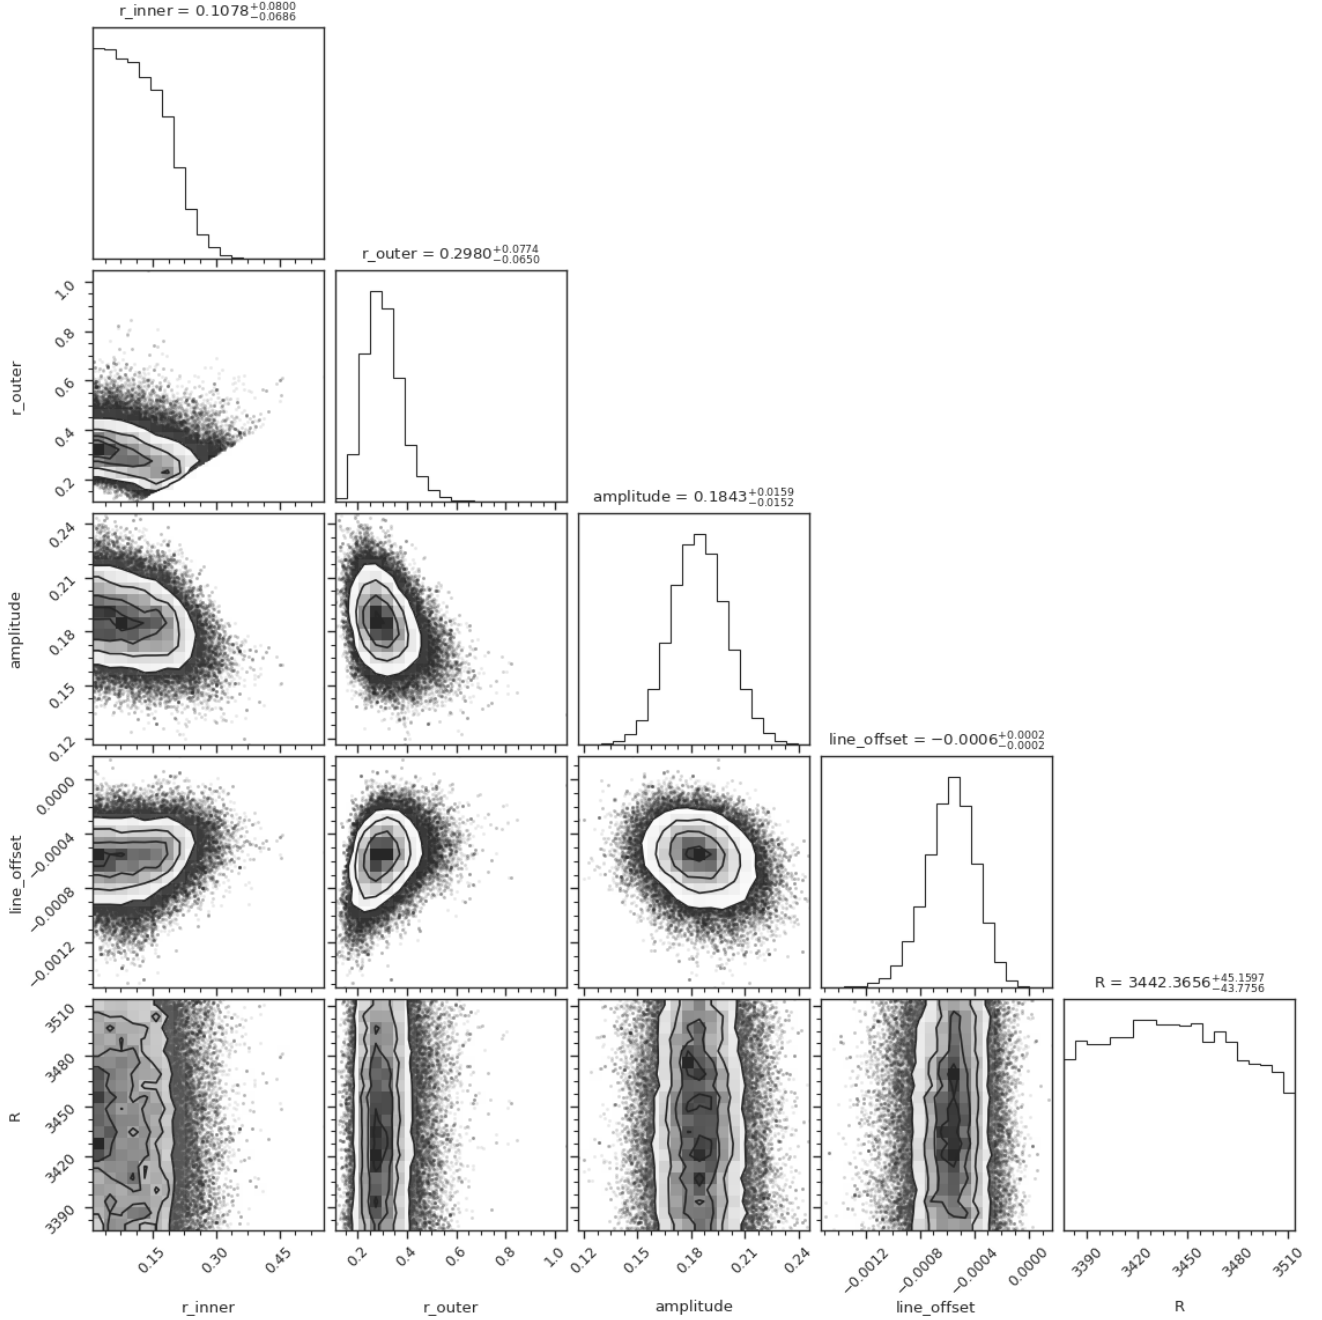 r_inner = 0.1078+0.0800 −0.0686
r_outer = 0.2980+0.0774 −0.0650
1.0
0.8
0.6
0.4
0.2
r_outer
amplitude = 0.1843+0.0159 −0.0152
0.24
0.21
0.18
0.15
0.12
amplitude
line_offset = −0.0006+0.0002 −0.0002
0.0000
−0.0004
−0.0008
−0.0012
line_offset
R = 3442.3656+45.1597 −43.7756
3510
3480
3450
3420
3390
R
0.15 0.30 0.45 0.2 0.4 0.6 0.8 1.0 0.12 0.15 0.18 0.21 0.24 −0.0012 −0.0008 −0.0004 0.0000 3390 3420 3450 3480 3510
r_inner r_outer amplitude line_offset R